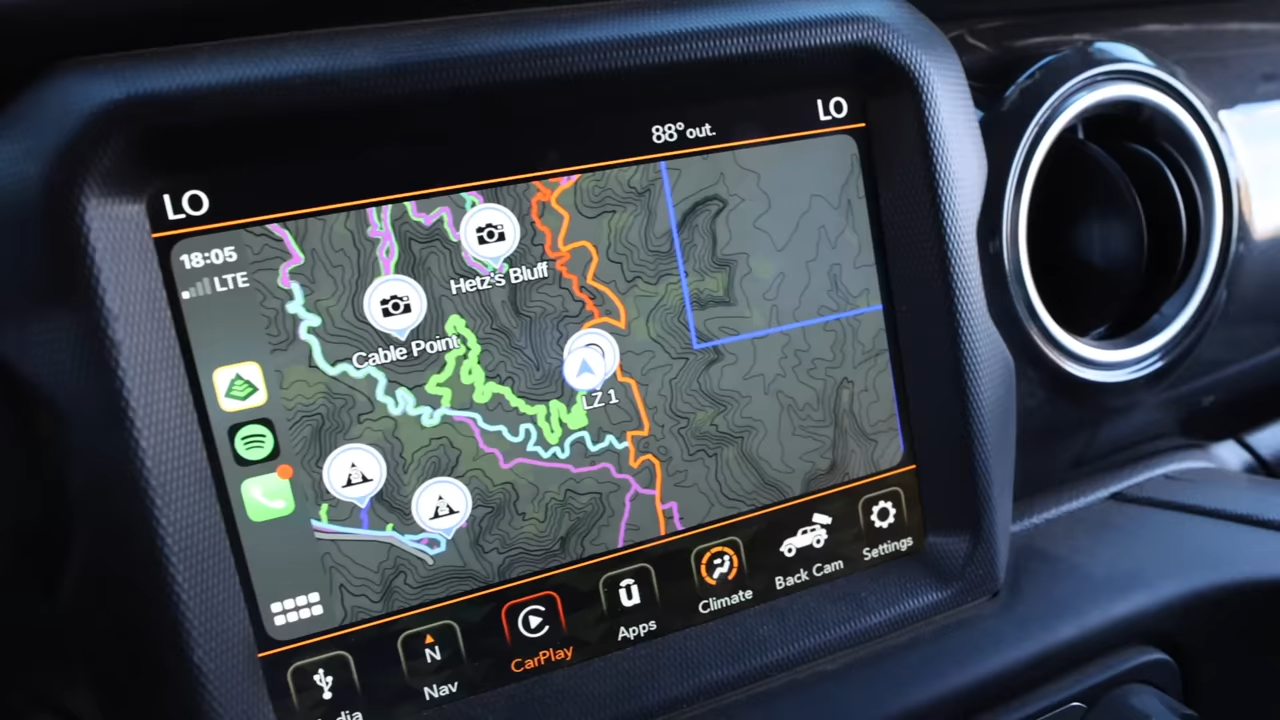 LO
88° out.
LO
18:05
LTE
Hetz's Bluff
Cable Point
LZ 1
N
Nav
CarPlay
Apps
Climate
Back Cam
Settings